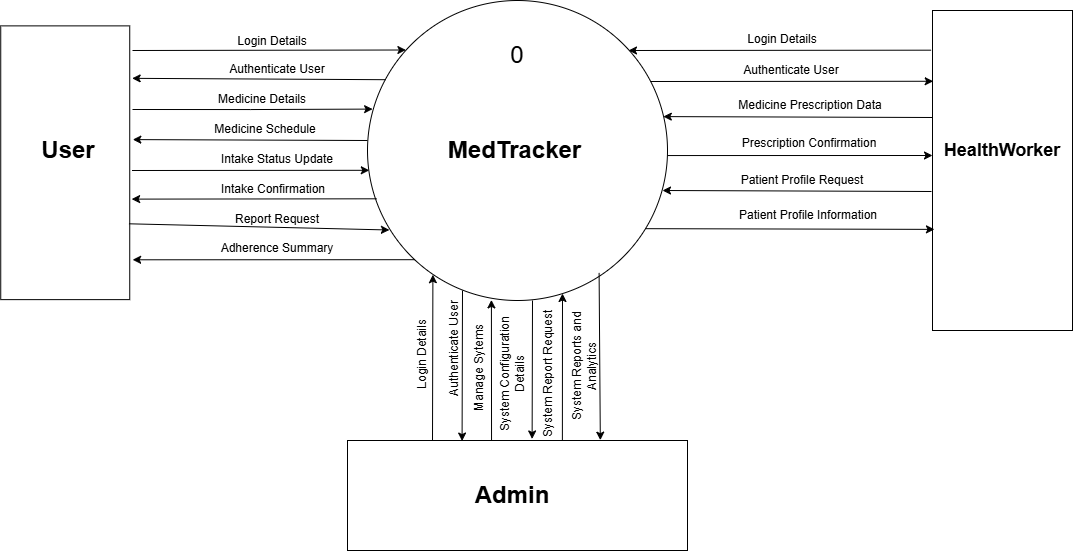 0
MedTracker
User
Login Details
Authenticate User
Medicine Details
Medicine Schedule
Intake Status Update
Intake Confirmation
Report Request
Adherence Summary
Login Details
Authenticate User
Medicine Prescription Data
Prescription Confirmation
Patient Profile Request
Patient Profile Information
HealthWorker
Login Details
Authenticate User
Manage Sytems
System Configuration
Details
System Report Request
System Reports and
Analytics
Admin